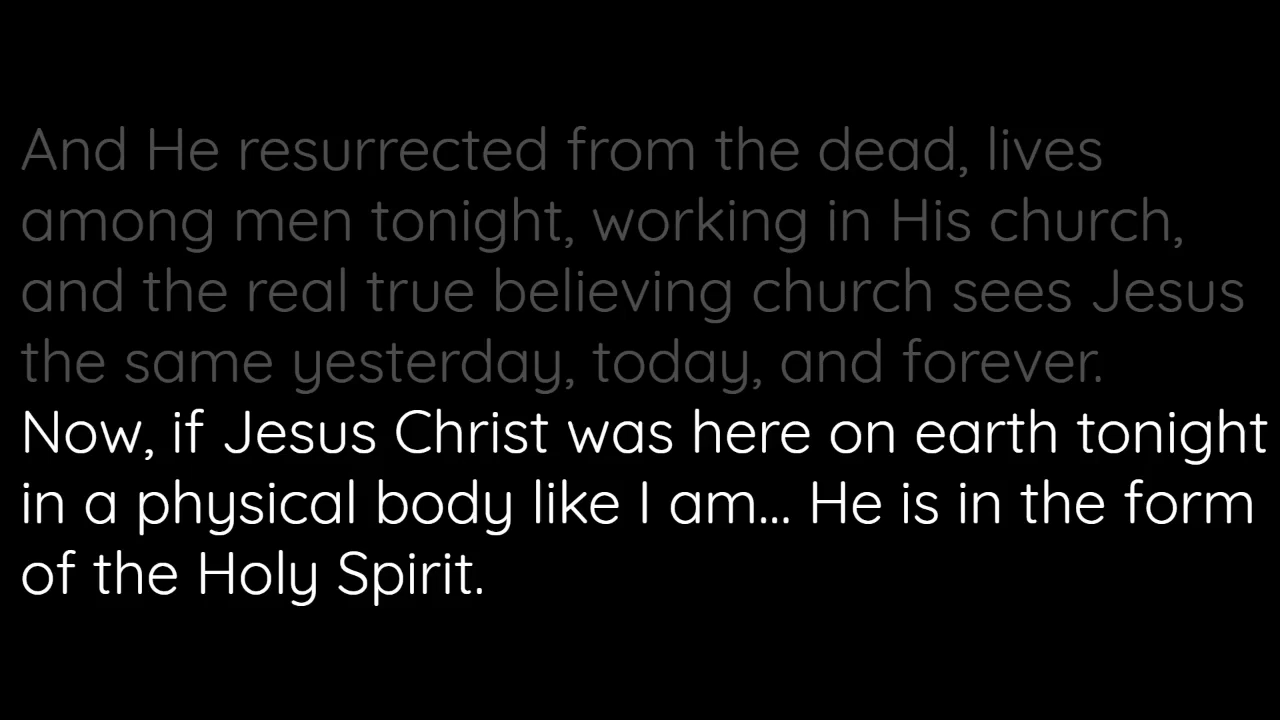 And He resurrected from the dead, lives
among men tonight, working in His church,
and the real true believing church sees Jesus
the same yesterday, today, and forever.
Now, if Jesus Christ was here on earth tonight
in a physical body like I am... He is in the form
of the Holy Spirit.